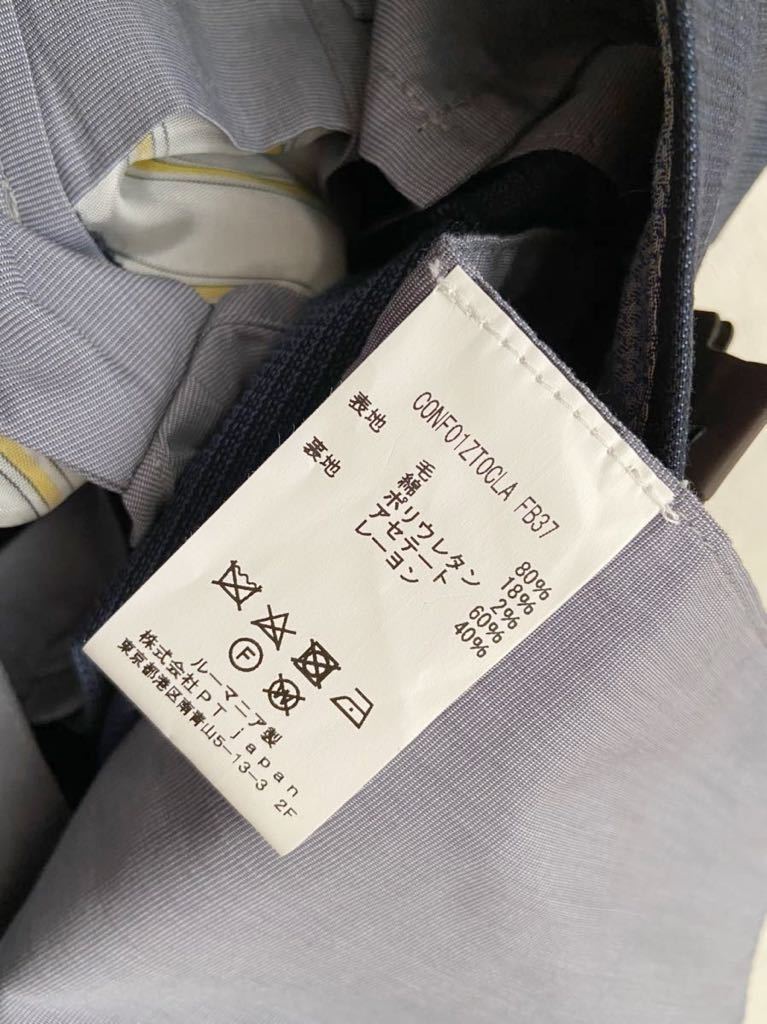 CONF01ZT0CLA FB37
表地 毛 80%
綿 18%
ポリウレタン 2%
裏地 アセテート 60%
レーヨン 40%
F
W
ルーマニア製
株式会社PT japan
東京都港区南青山5-13-3 2F